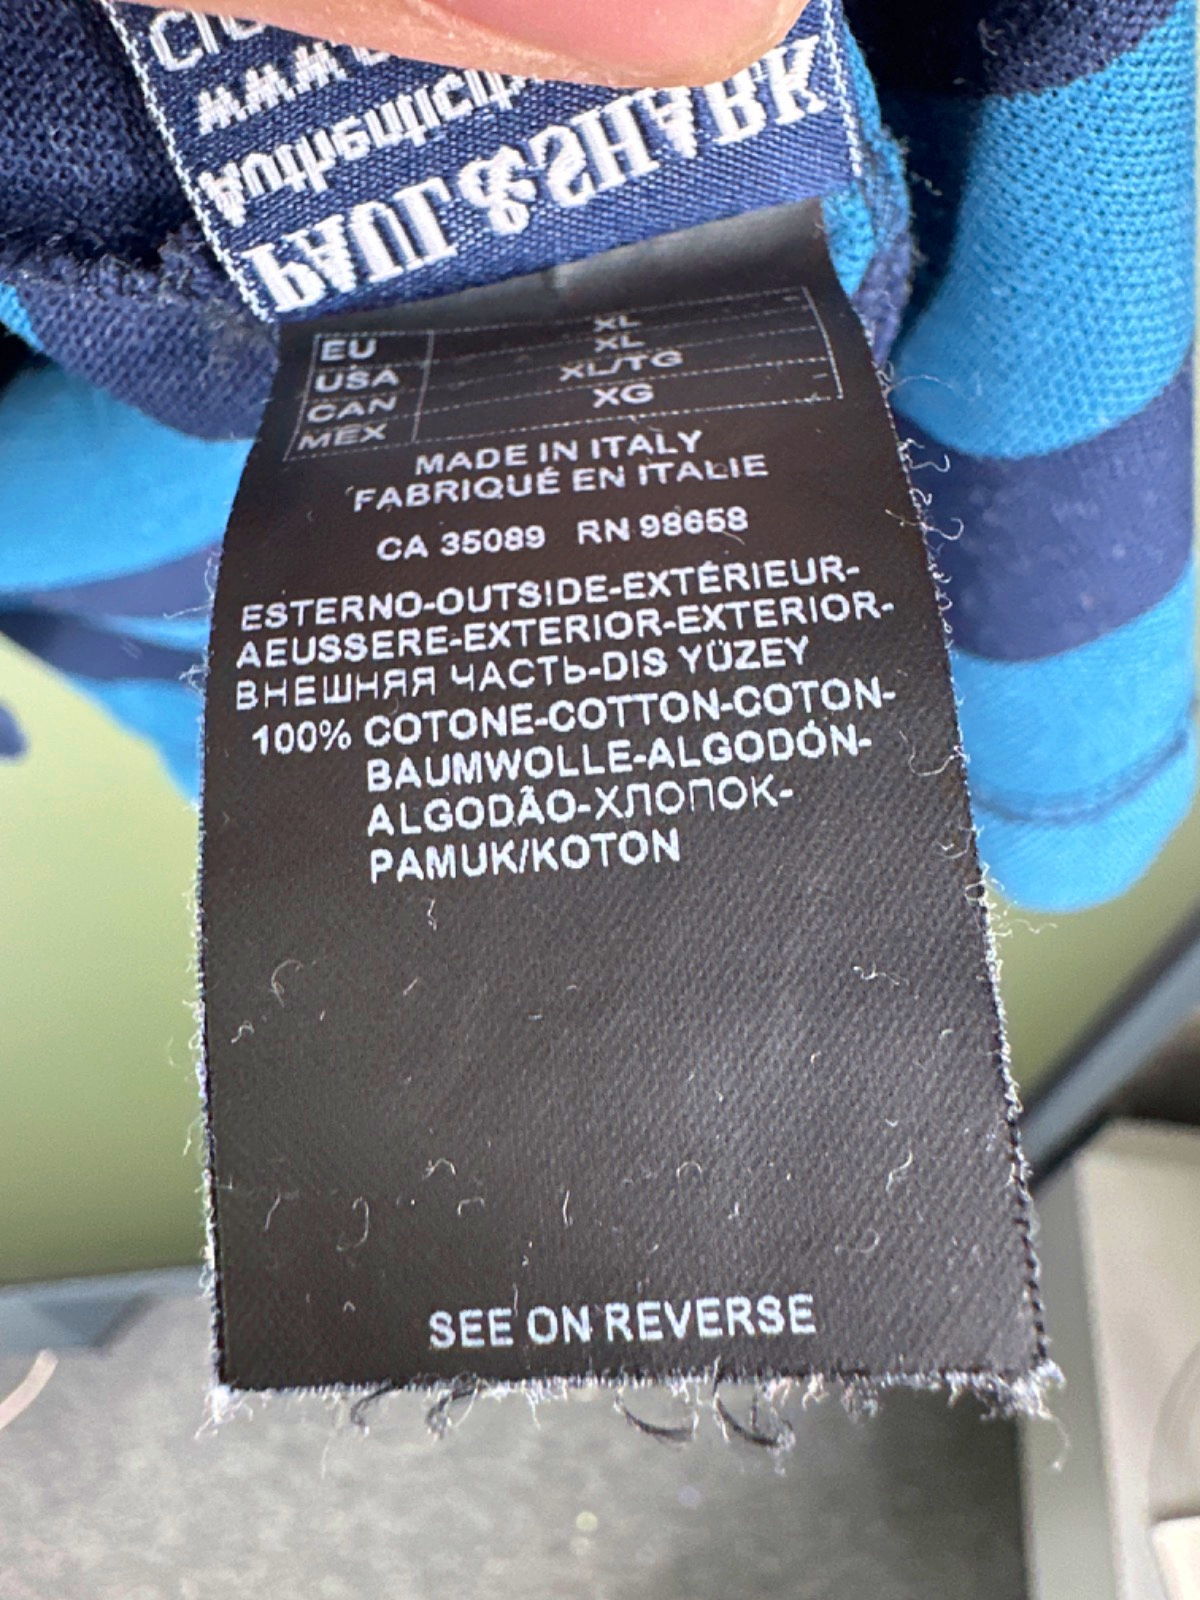 PAUL & SHARK
Authenticity
www
EU XL
USA XL
CAN XL/TG
MEX XG
MADE IN ITALY
FABRIQUÉ EN ITALIE
CA 35089 RN 98658
ESTERNO-OUTSIDE-EXTÉRIEUR-
AEUSSERE-EXTERIOR-EXTERIOR-
ВНЕШНЯЯ ЧАСТЬ-DIS YÜZEY
100% COTONE-COTTON-COTON-
BAUMWOLLE-ALGODÓN-
ALGODÃO-ХЛОПОК-
PAMUK/KOTON
SEE ON REVERSE